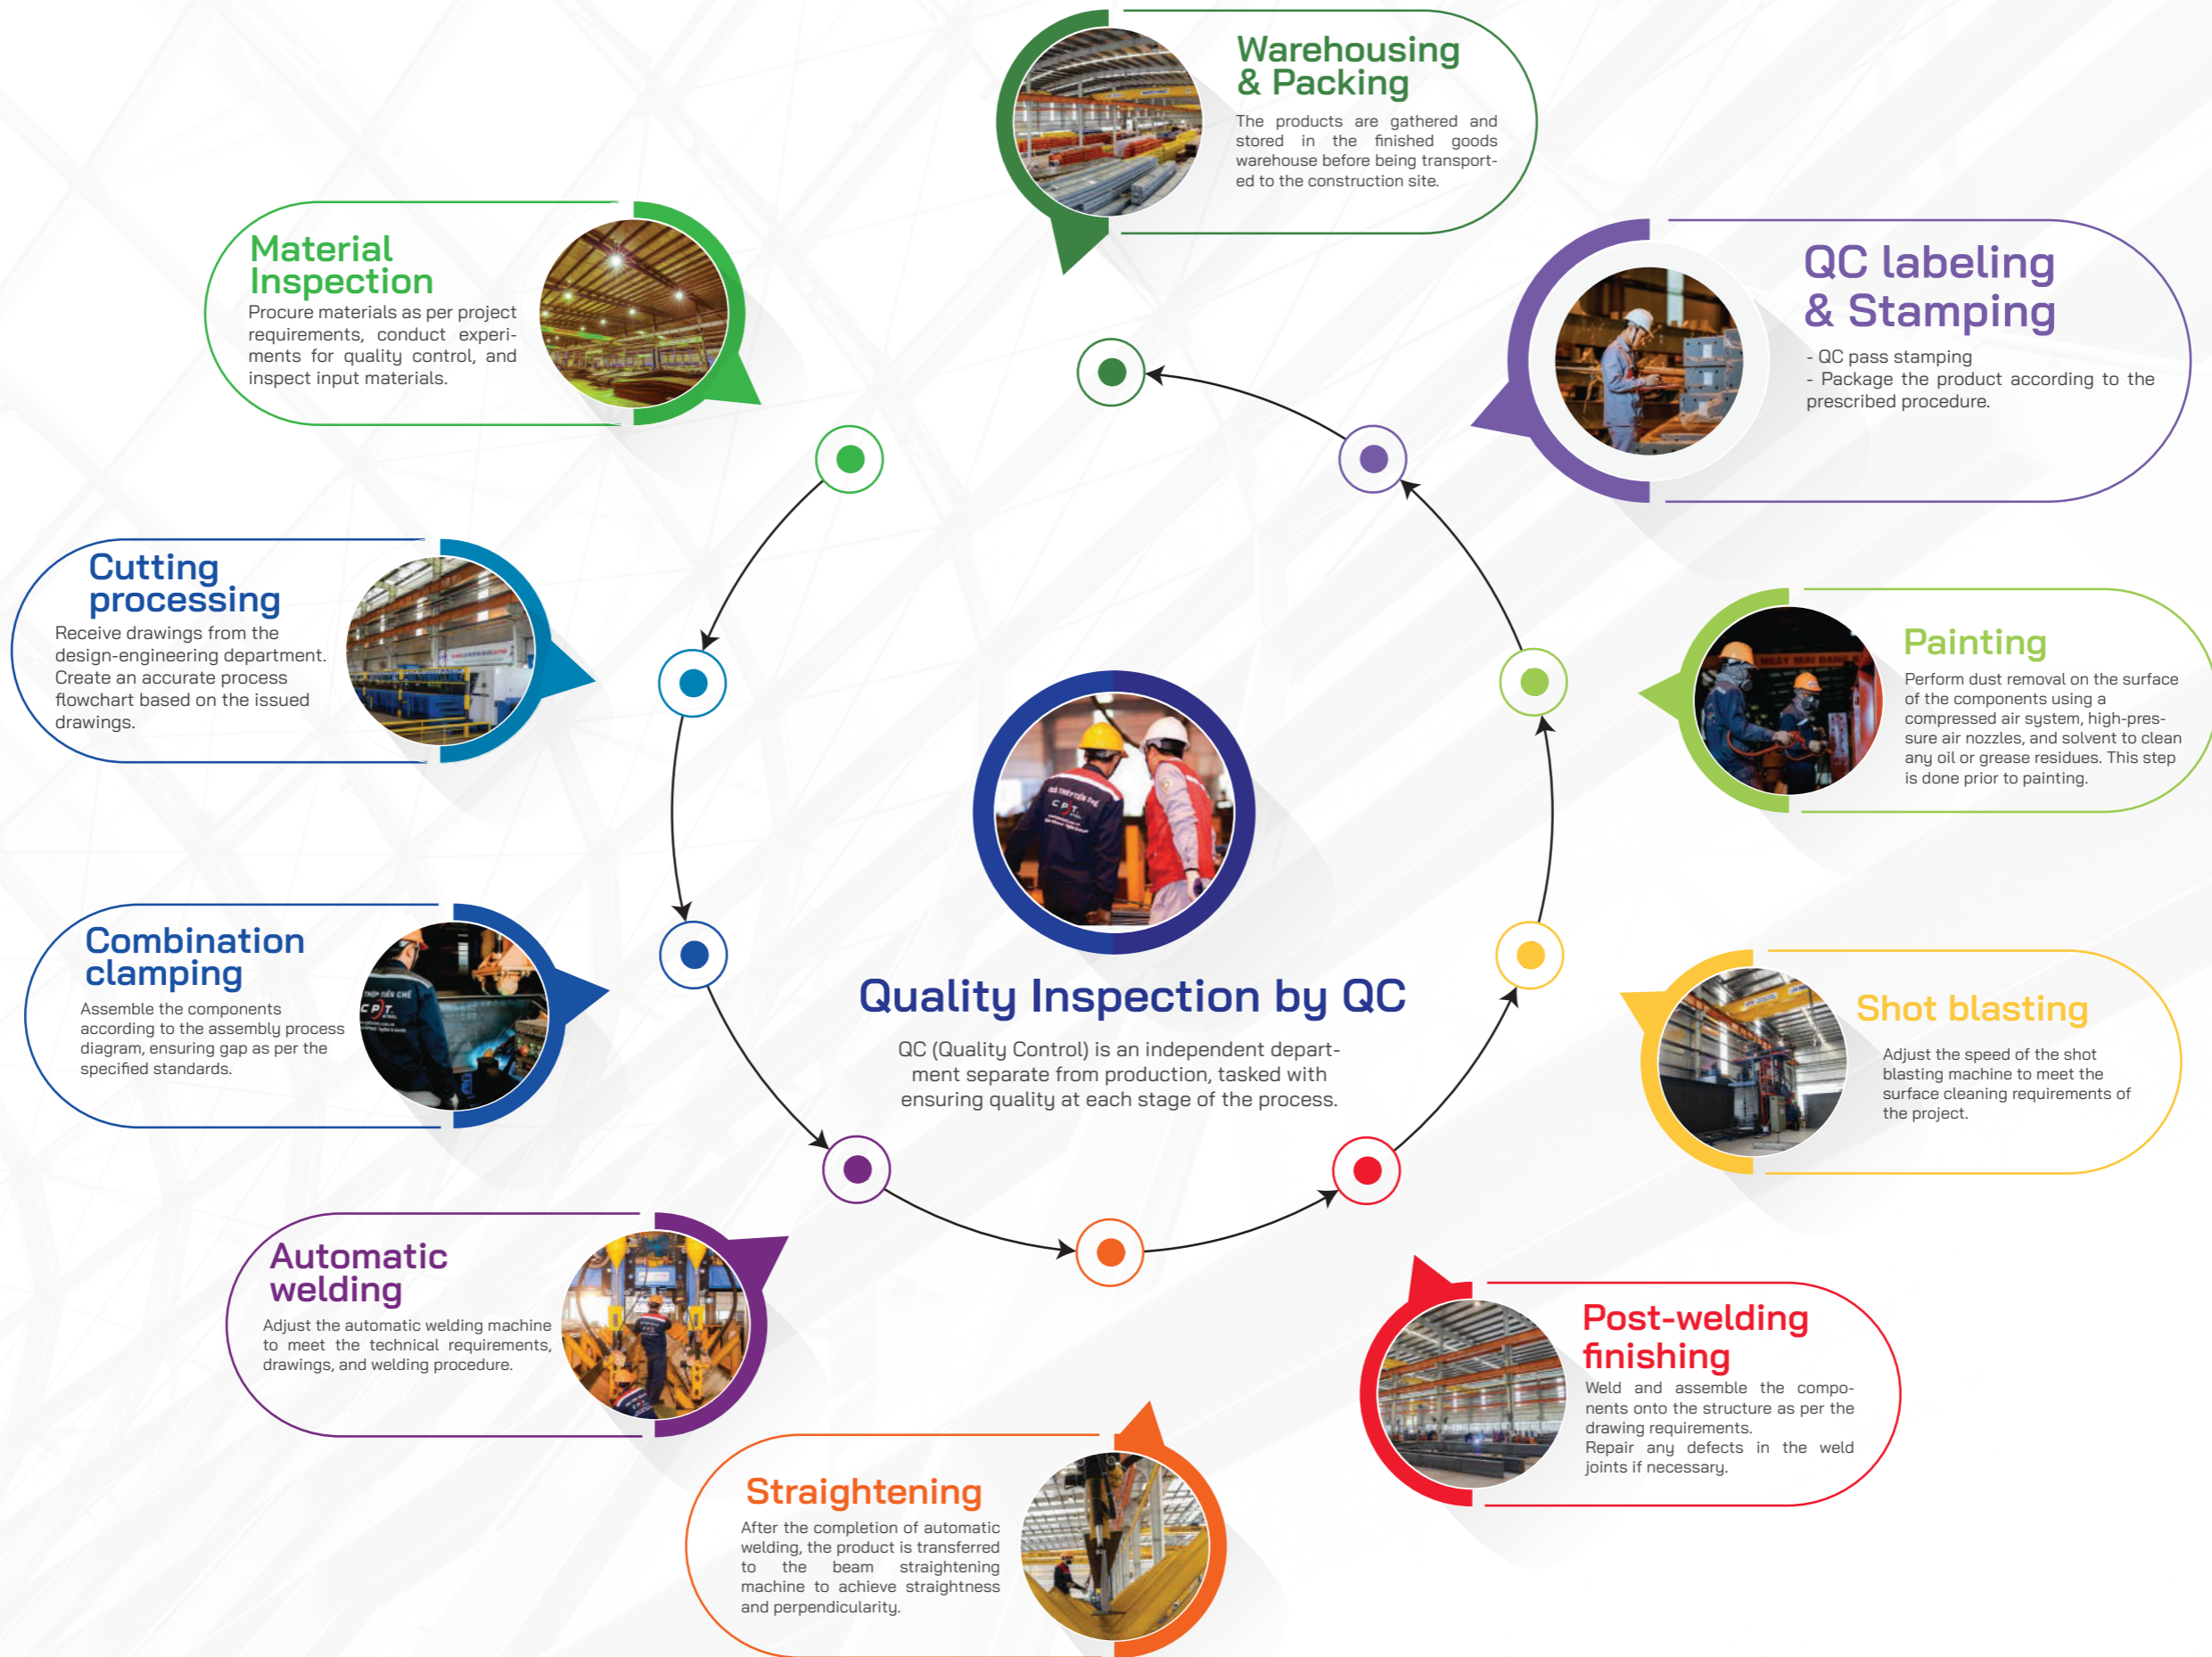 Warehousing
& Packing
The products are gathered and
stored in the finished goods
warehouse before being transport-
ed to the construction site.
Material
Inspection
Procure materials as per project
requirements, conduct experi-
ments for quality control, and
inspect input materials.
QC labeling
& Stamping
- QC pass stamping
- Package the product according to the
prescribed procedure.
Cutting
processing
Receive drawings from the
design-engineering department.
Create an accurate process
flowchart based on the issued
drawings.
Painting
Perform dust removal on the surface
of the components using a
compressed air system, high-pres-
sure air nozzles, and solvent to clean
any oil or grease residues. This step
is done prior to painting.
Combination
clamping
Assemble the components
according to the assembly process
diagram, ensuring gap as per the
specified standards.
THÉP TIỀN CHẾ
Quality Inspection by QC
QC (Quality Control) is an independent depart-
ment separate from production, tasked with
ensuring quality at each stage of the process.
Shot blasting
Adjust the speed of the shot
blasting machine to meet the
surface cleaning requirements of
the project.
Automatic
welding
Adjust the automatic welding machine
to meet the technical requirements,
drawings, and welding procedure.
Post-welding
finishing
Weld and assemble the compo-
nents onto the structure as per the
drawing requirements.
Repair any defects in the weld
joints if necessary.
Straightening
After the completion of automatic
welding, the product is transferred
to the beam straightening
machine to achieve straightness
and perpendicularity.